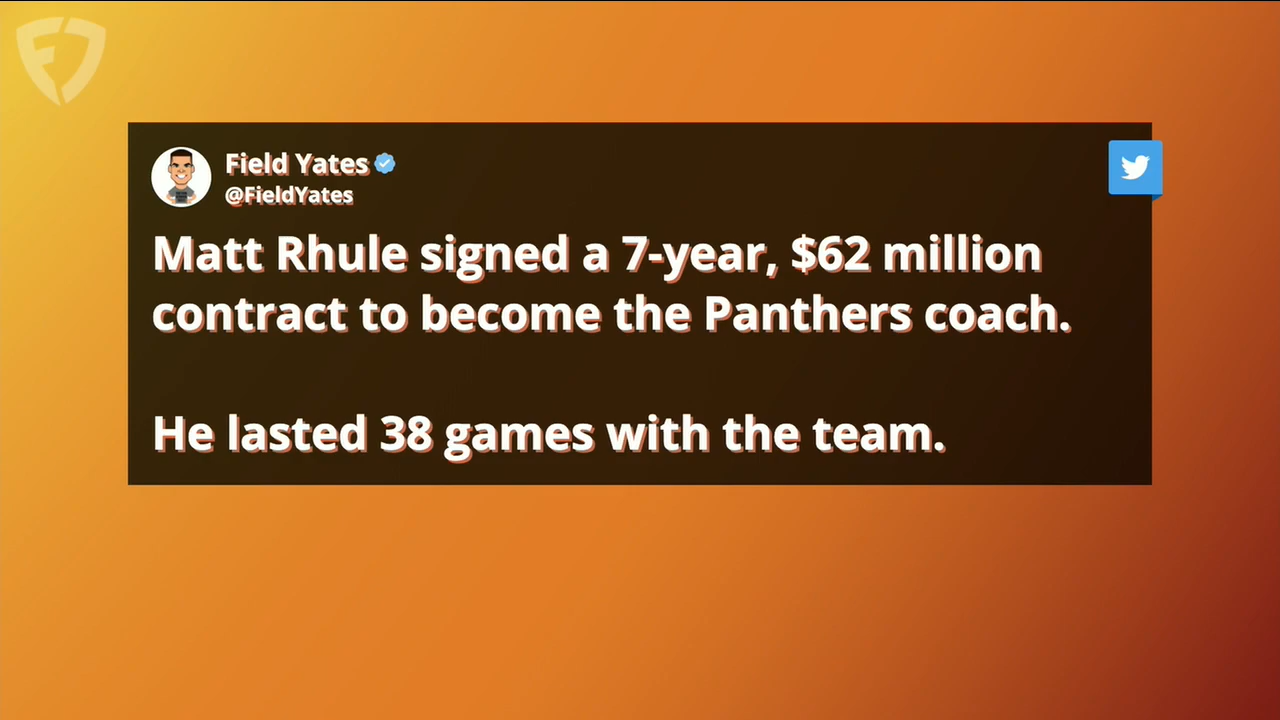 Field Yates
@FieldYates
Matt Rhule signed a 7-year, $62 million
contract to become the Panthers coach.
He lasted 38 games with the team.